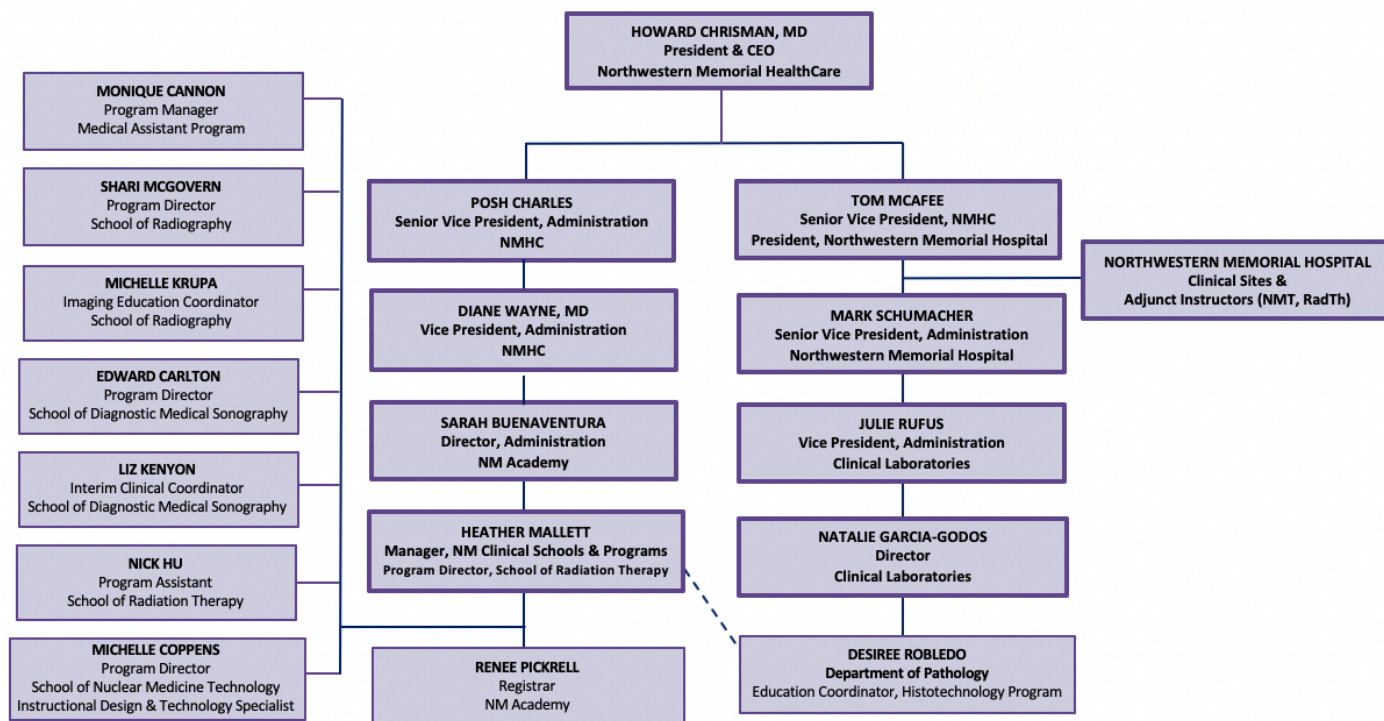 HOWARD CHRISMAN, MD
President & CEO
Northwestern Memorial HealthCare
MONIQUE CANNON
Program Manager
Medical Assistant Program
SHARI MCGOVERN
Program Director
School of Radiography
MICHELLE KRUPA
Imaging Education Coordinator
School of Radiography
EDWARD CARLTON
Program Director
School of Diagnostic Medical Sonography
LIZ KENYON
Interim Clinical Coordinator
School of Diagnostic Medical Sonography
NICK HU
Program Assistant
School of Radiation Therapy
MICHELLE COPPENS
Program Director
School of Nuclear Medicine Technology
Instructional Design & Technology Specialist
POSH CHARLES
Senior Vice President, Administration
NMHC
DIANE WAYNE, MD
Vice President, Administration
NMHC
SARAH BUENAVENTURA
Director, Administration
NM Academy
HEATHER MALLETT
Manager, NM Clinical Schools & Programs
Program Director, School of Radiation Therapy
RENEE PICKRELL
Registrar
NM Academy
TOM MCAFEE
Senior Vice President, NMHC
President, Northwestern Memorial Hospital
NORTHWESTERN MEMORIAL HOSPITAL
Clinical Sites &
Adjunct Instructors (NMT, RadTh)
MARK SCHUMACHER
Senior Vice President, Administration
Northwestern Memorial Hospital
JULIE RUFUS
Vice President, Administration
Clinical Laboratories
NATALIE GARCIA-GODOS
Director
Clinical Laboratories
DESIREE ROBLEDO
Department of Pathology
Education Coordinator, Histotechnology Program